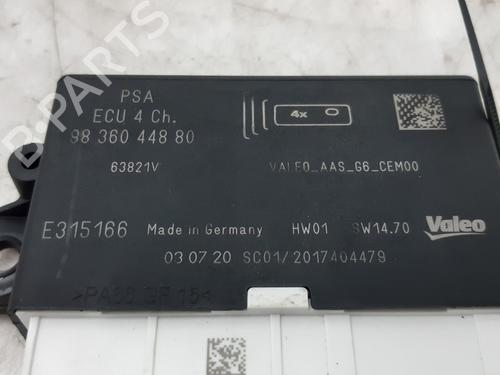 B-PARTS
PSA
ECU 4 Ch.
98 360 448 80
4x
63821V
VALEO_AAS_G6_CEM00
E315166 Made in Germany HW01 SW14.70 Valeo
03 07 20 SC01/2017404479